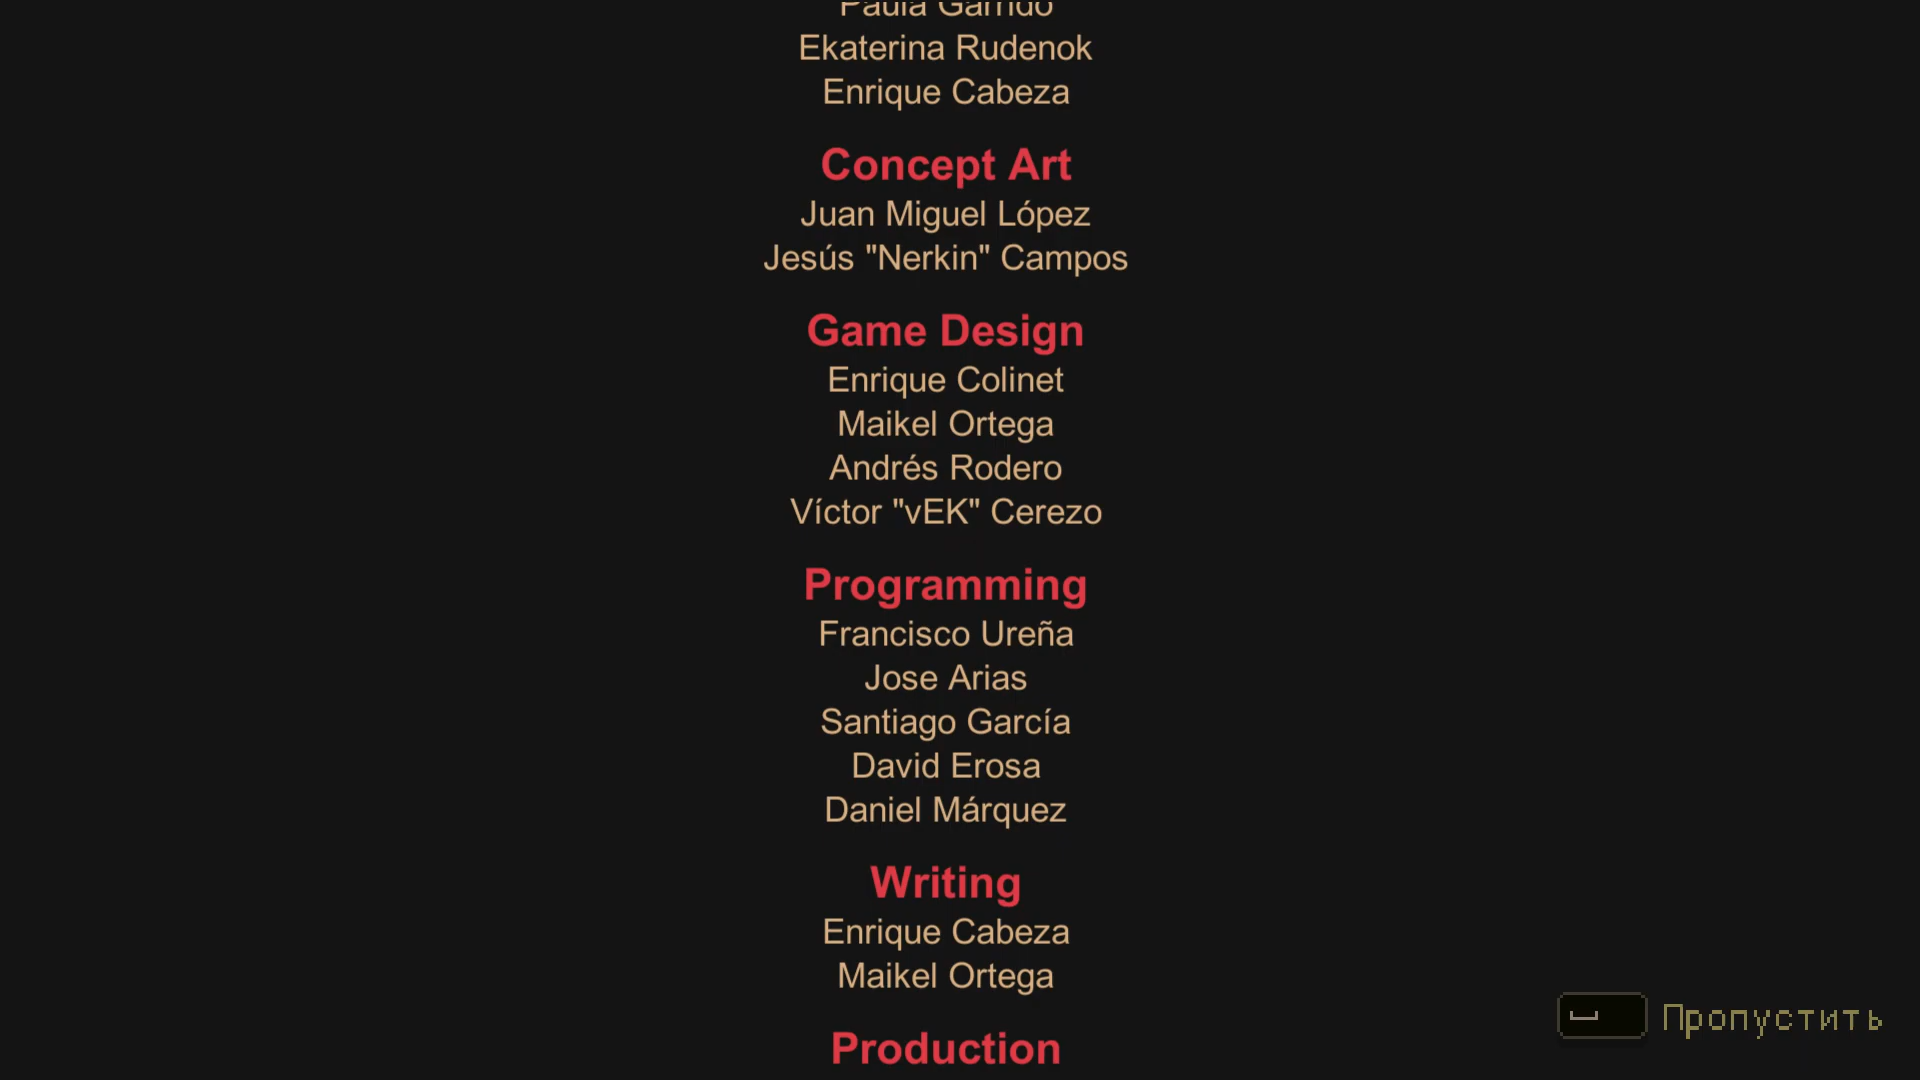 Paula Garrido
Ekaterina Rudenok
Enrique Cabeza
Concept Art
Juan Miguel López
Jesús "Nerkin" Campos
Game Design
Enrique Colinet
Maikel Ortega
Andrés Rodero
Víctor "vEK" Cerezo
Programming
Francisco Ureña
Jose Arias
Santiago García
David Erosa
Daniel Márquez
Writing
Enrique Cabeza
Maikel Ortega
Production
Пропустить